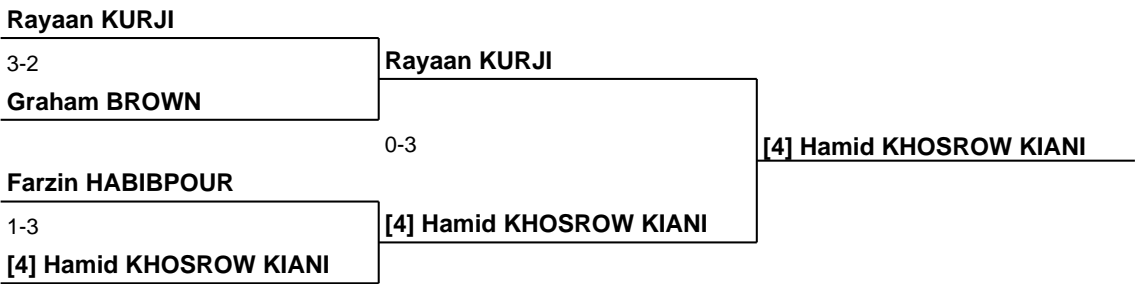 Rayaan KURJI
3-2
Rayaan KURJI
Graham BROWN
0-3
[4] Hamid KHOSROW KIANI
Farzin HABIBPOUR
1-3
[4] Hamid KHOSROW KIANI
[4] Hamid KHOSROW KIANI